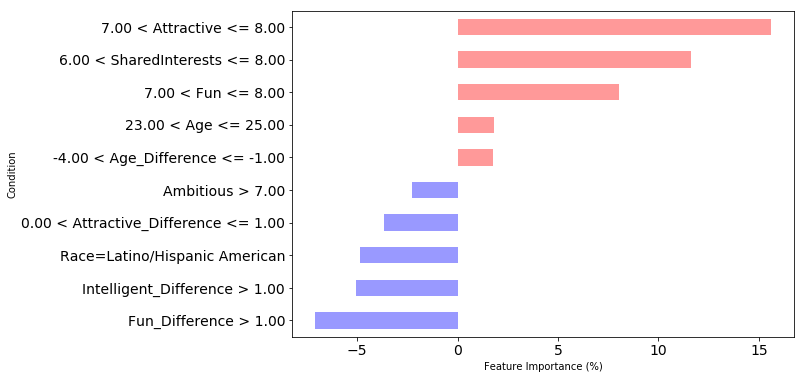 7.00 < Attractive <= 8.00
6.00 < SharedInterests <= 8.00
7.00 < Fun <= 8.00
23.00 < Age <= 25.00
-4.00 < Age_Difference <= -1.00
Ambitious > 7.00
0.00 < Attractive_Difference <= 1.00
Race=Latino/Hispanic American
Intelligent_Difference > 1.00
Fun_Difference > 1.00
Condition
−5 0 5 10 15
Feature Importance (%)